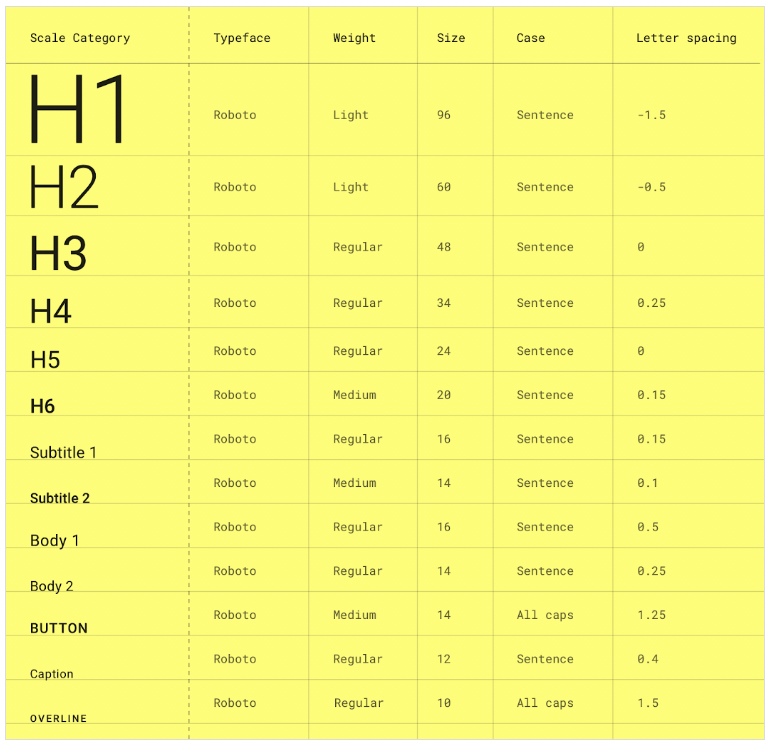 Scale Category Typeface Weight Size Case Letter spacing
H1 Roboto Light 96 Sentence -1.5
H2 Roboto Light 60 Sentence -0.5
H3 Roboto Regular 48 Sentence 0
H4 Roboto Regular 34 Sentence 0.25
H5 Roboto Regular 24 Sentence 0
H6 Roboto Medium 20 Sentence 0.15
Subtitle 1 Roboto Regular 16 Sentence 0.15
Subtitle 2 Roboto Medium 14 Sentence 0.1
Body 1 Roboto Regular 16 Sentence 0.5
Body 2 Roboto Regular 14 Sentence 0.25
BUTTON Roboto Medium 14 All caps 1.25
Caption Roboto Regular 12 Sentence 0.4
OVERLINE Roboto Regular 10 All caps 1.5